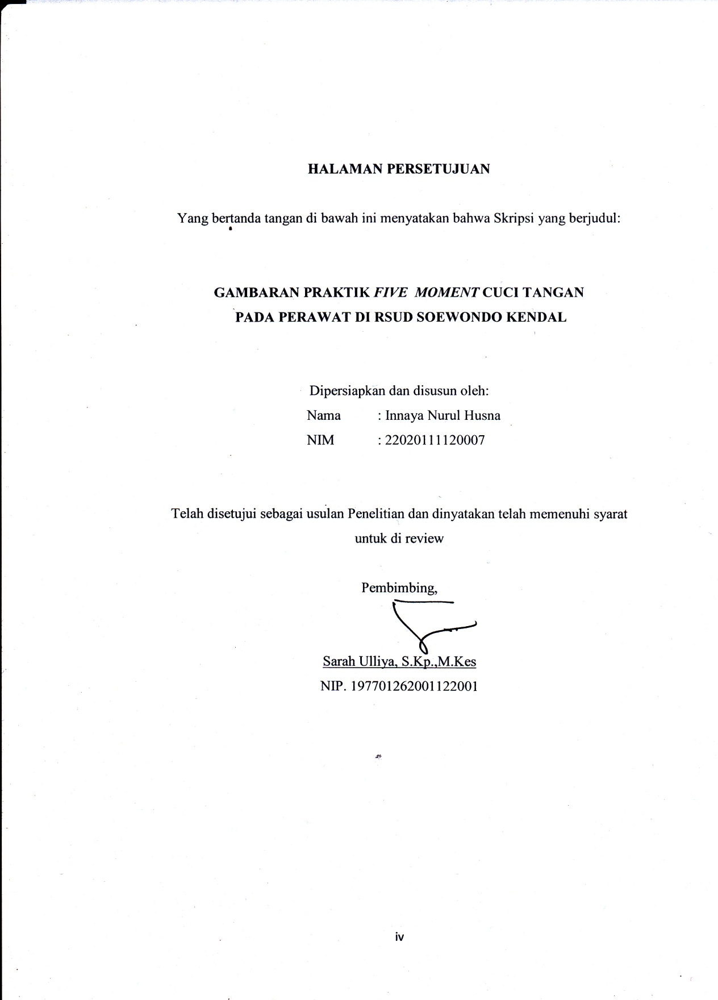 HALAMAN PERSETUJUAN
Yang bertanda tangan di bawah ini menyatakan bahwa Skripsi yang berjudul:
GAMBARAN PRAKTIK FIVE MOMENT CUCI TANGAN
PADA PERAWAT DI RSUD SOEWONDO KENDAL
Dipersiapkan dan disusun oleh:
Nama : Innaya Nurul Husna
NIM : 22020111120007
Telah disetujui sebagai usulan Penelitian dan dinyatakan telah memenuhi syarat
untuk di review
Pembimbing,
Sarah Ulliya, S.Kp.,M.Kes
NIP. 197701262001122001
iv